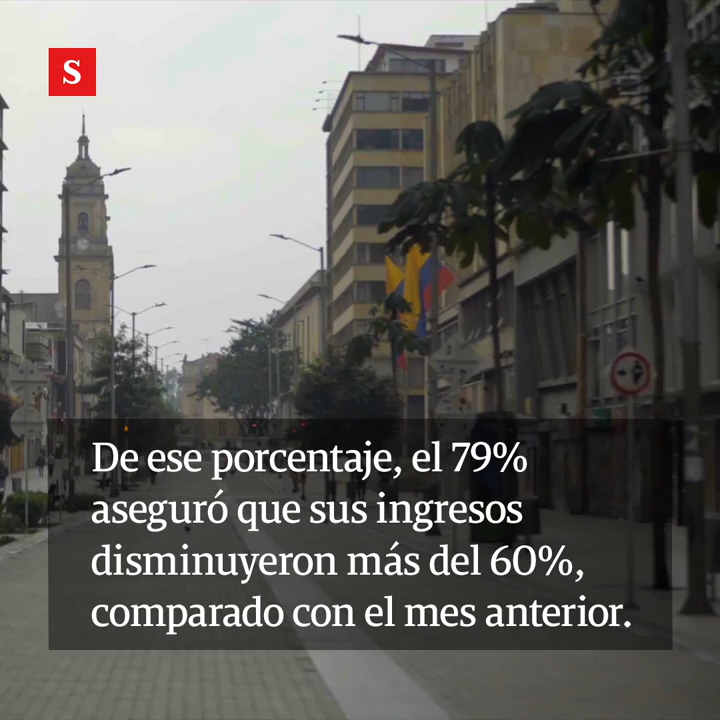 S
De ese porcentaje, el 79%
aseguró que sus ingresos
disminuyeron más del 60%,
comparado con el mes anterior.